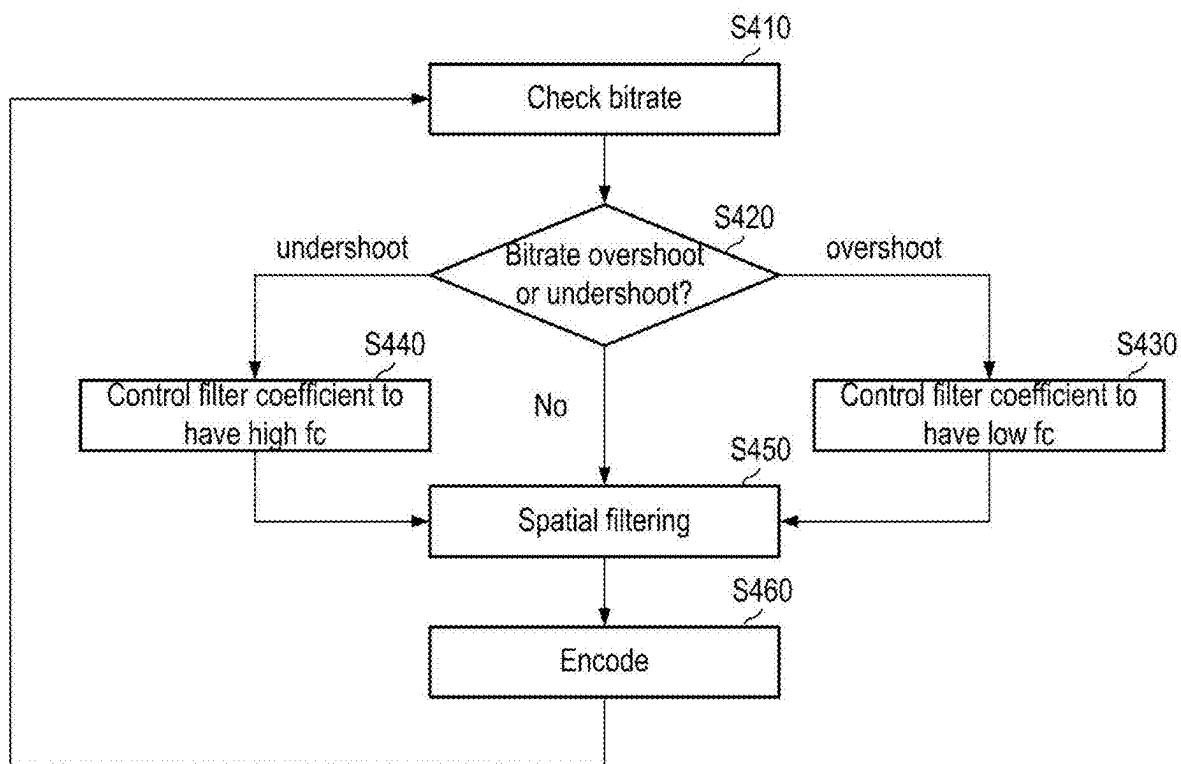 S410
Check bitrate
S420
undershoot
Bitrate overshoot
or undershoot?
overshoot
S440
Control filter coefficient to
have high fc
No
S430
Control filter coefficient to
have low fc
S450
Spatial filtering
S460
Encode